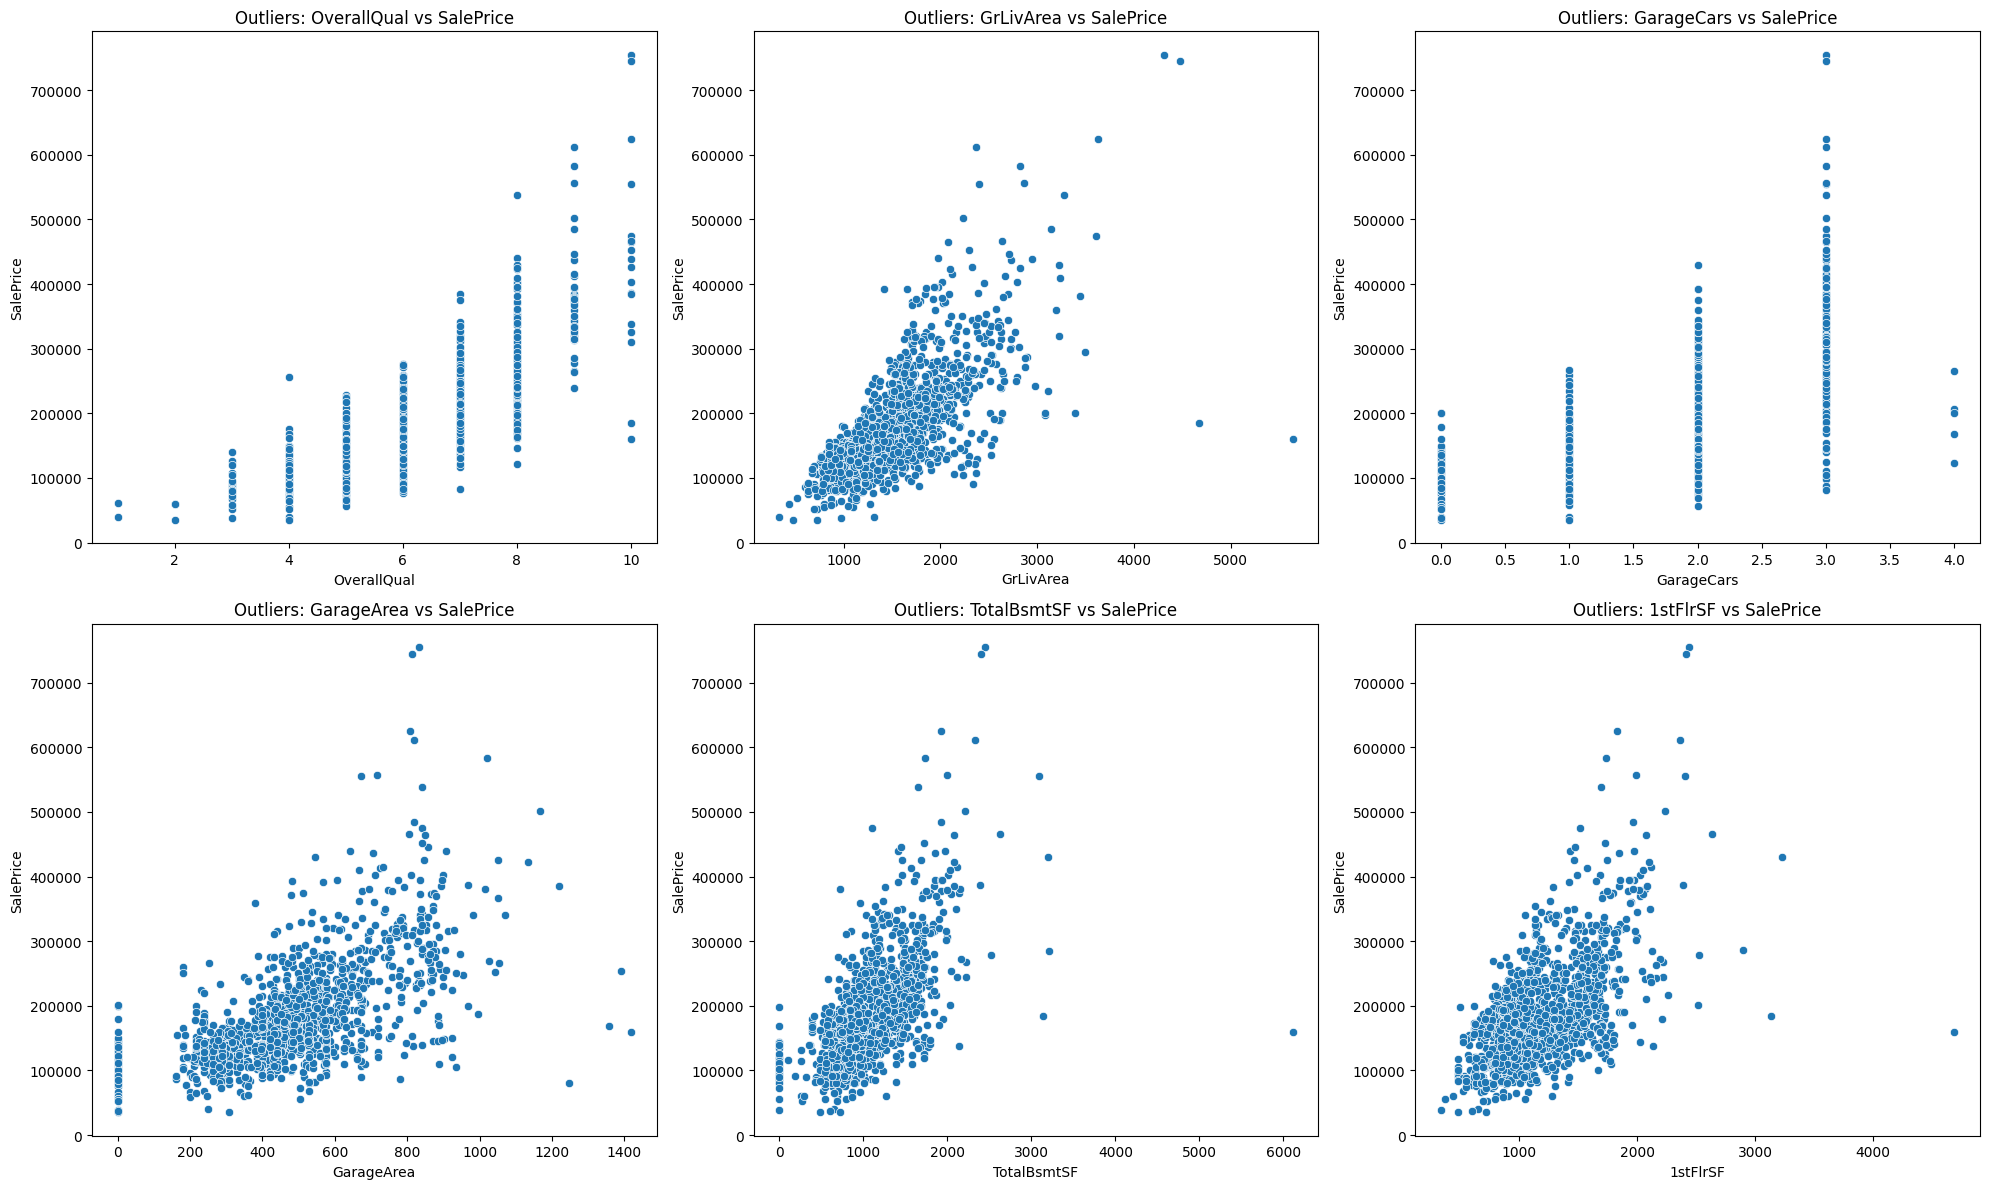 Outliers: OverallQual vs SalePrice
700000
600000
500000
400000
300000
200000
100000
0
SalePrice
2 4 6 8 10
OverallQual
Outliers: GrLivArea vs SalePrice
700000
600000
500000
400000
300000
200000
100000
0
SalePrice
1000 2000 3000 4000 5000
GrLivArea
Outliers: GarageCars vs SalePrice
700000
600000
500000
400000
300000
200000
100000
0
SalePrice
0.0 0.5 1.0 1.5 2.0 2.5 3.0 3.5 4.0
GarageCars
Outliers: GarageArea vs SalePrice
700000
600000
500000
400000
300000
200000
100000
0
SalePrice
0 200 400 600 800 1000 1200 1400
GarageArea
Outliers: TotalBsmtSF vs SalePrice
700000
600000
500000
400000
300000
200000
100000
0
SalePrice
0 1000 2000 3000 4000 5000 6000
TotalBsmtSF
Outliers: 1stFlrSF vs SalePrice
700000
600000
500000
400000
300000
200000
100000
0
SalePrice
1000 2000 3000 4000
1stFlrSF